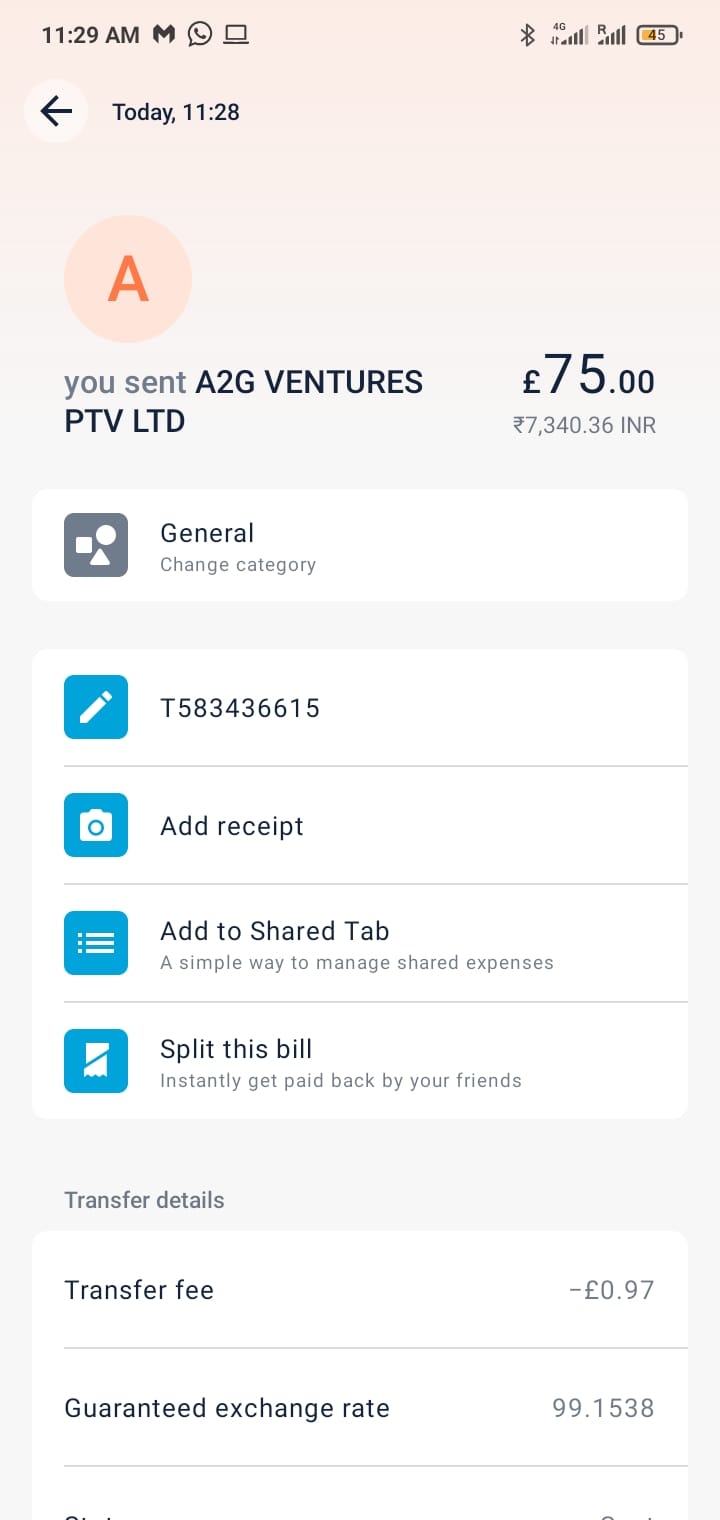 11:29 AM
4G
R
45
Today, 11:28
A
you sent A2G VENTURES
PTV LTD
£75.00
₹7,340.36 INR
General
Change category
T583436615
Add receipt
Add to Shared Tab
A simple way to manage shared expenses
Split this bill
Instantly get paid back by your friends
Transfer details
Transfer fee
−£0.97
Guaranteed exchange rate
99.1538